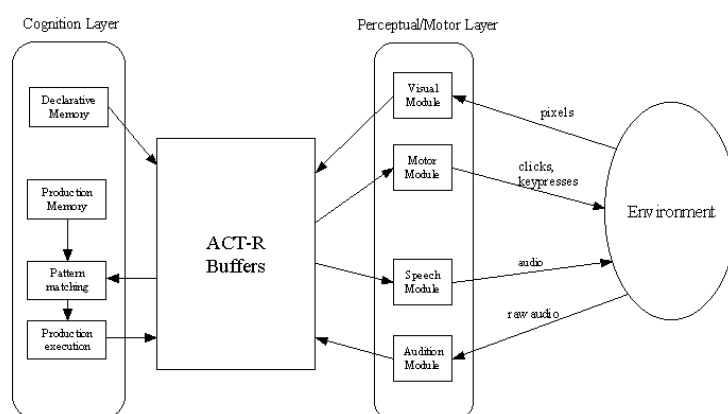 Cognition Layer
Perceptual/Motor Layer
Declarative
Memory
Production
Memory
Pattern
matching
Production
execution
ACT-R
Buffers
Visual
Module
Motor
Module
Speech
Module
Audition
Module
pixels
clicks,
keypresses
audio
raw audio
Environment